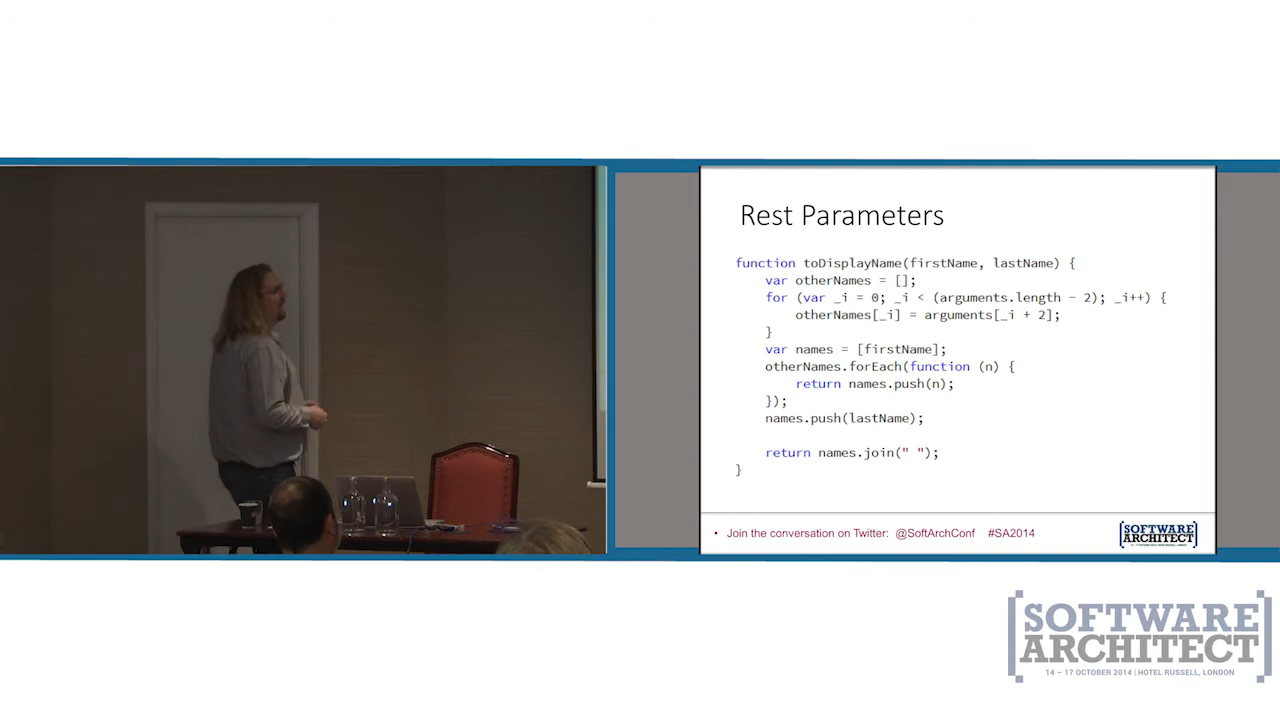 Rest Parameters
function toDisplayName(firstName, lastName) {
    var otherNames = [];
    for (var _i = 0; _i < (arguments.length - 2); _i++) {
        otherNames[_i] = arguments[_i + 2];
    }
    var names = [firstName];
    otherNames.forEach(function (n) {
        return names.push(n);
    });
    names.push(lastName);
    return names.join(" ");
}
• Join the conversation on Twitter: @SoftArchConf #SA2014
[SOFTWARE
ARCHITECT]
[SOFTWARE
ARCHITECT]
14 – 17 OCTOBER 2014 | HOTEL RUSSELL, LONDON